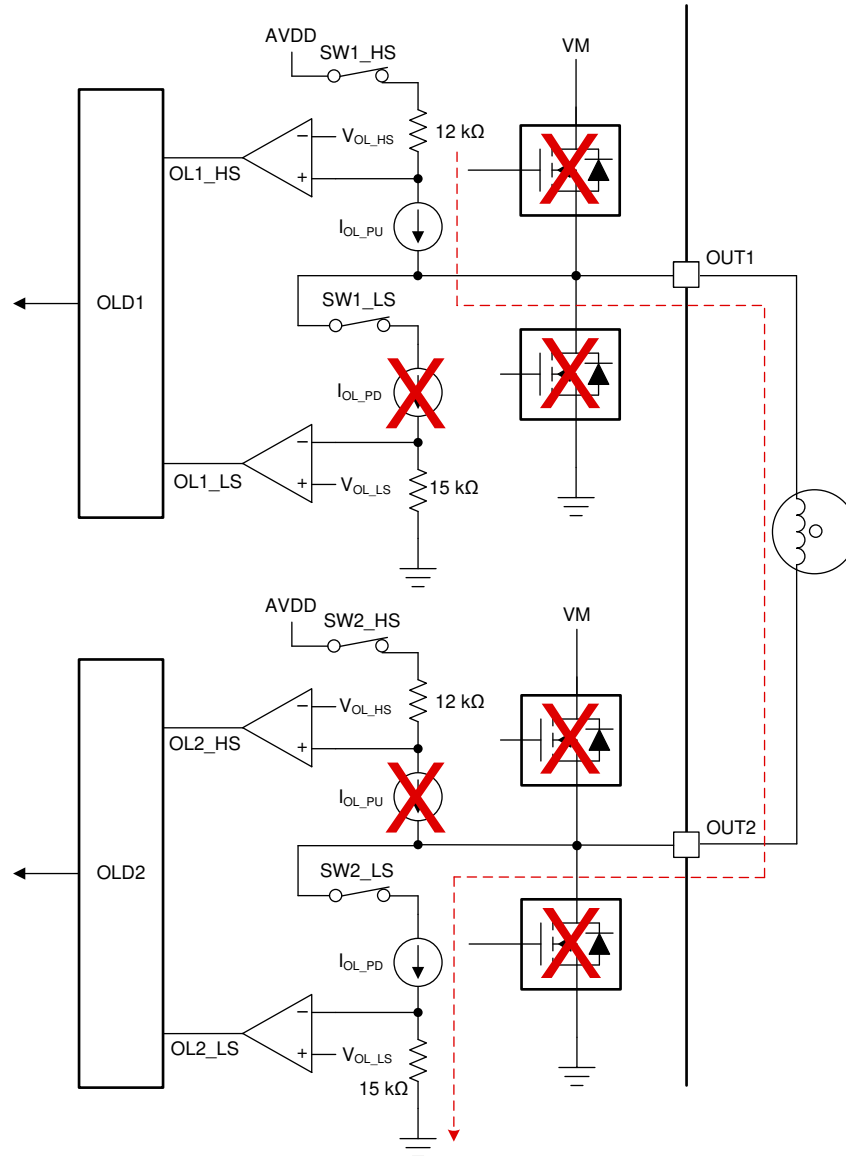 AVDD
SW1_HS
VM
12 kΩ
V_OL_HS
OL1_HS
I_OL_PU
OUT1
OLD1
SW1_LS
I_OL_PD
OL1_LS
V_OL_LS
15 kΩ
AVDD
SW2_HS
VM
12 kΩ
V_OL_HS
OL2_HS
I_OL_PU
OUT2
OLD2
SW2_LS
I_OL_PD
OL2_LS
V_OL_LS
15 kΩ